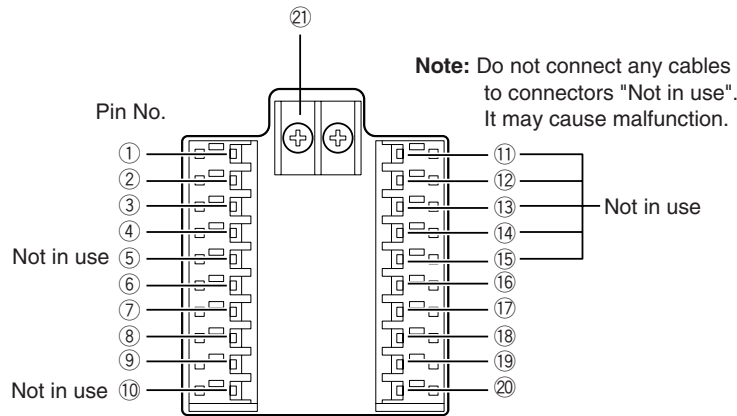 ㉑
Note: Do not connect any cables
to connectors "Not in use".
It may cause malfunction.
Pin No.
① ⑪
② ⑫
③ ⑬ Not in use
④ ⑭
Not in use ⑤ ⑮
⑥ ⑯
⑦ ⑰
⑧ ⑱
⑨ ⑲
Not in use ⑩ ⑳